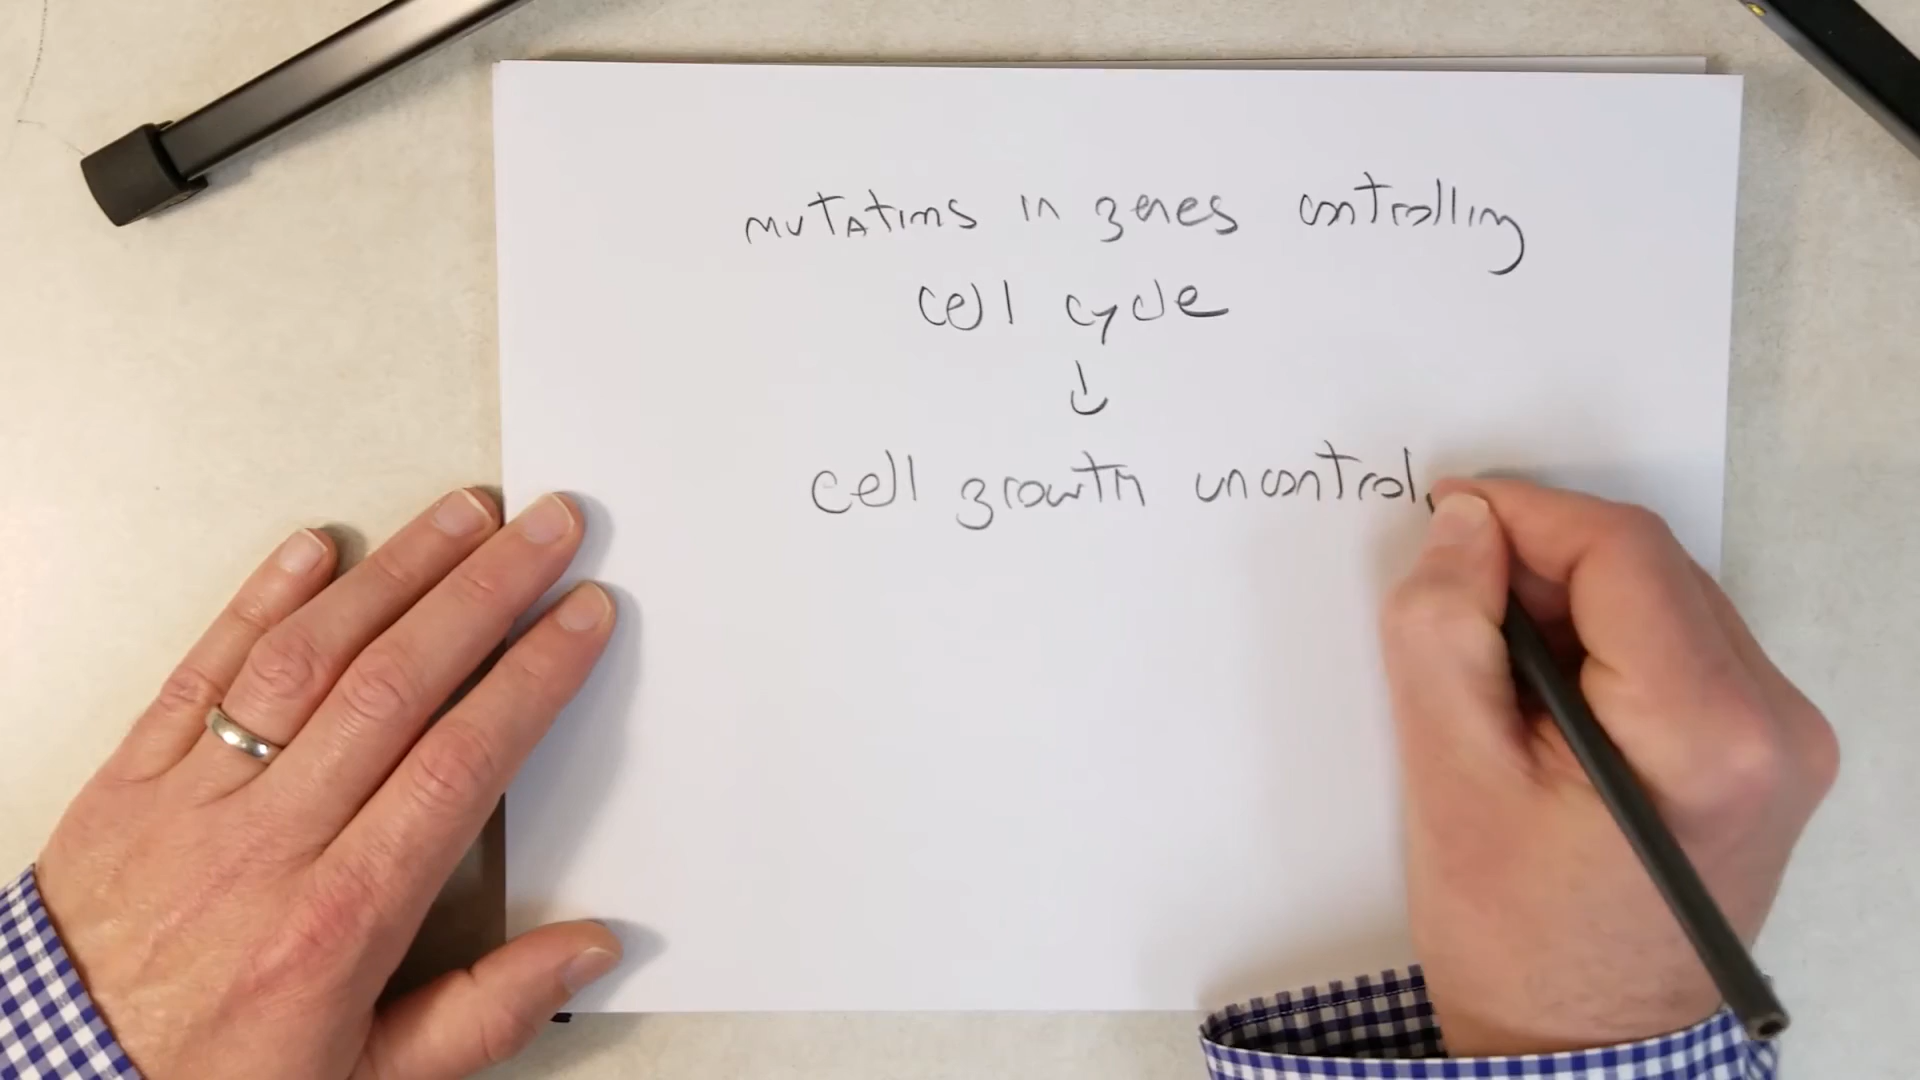 mutations in genes controlling
cell cycle
cell growth uncontrol